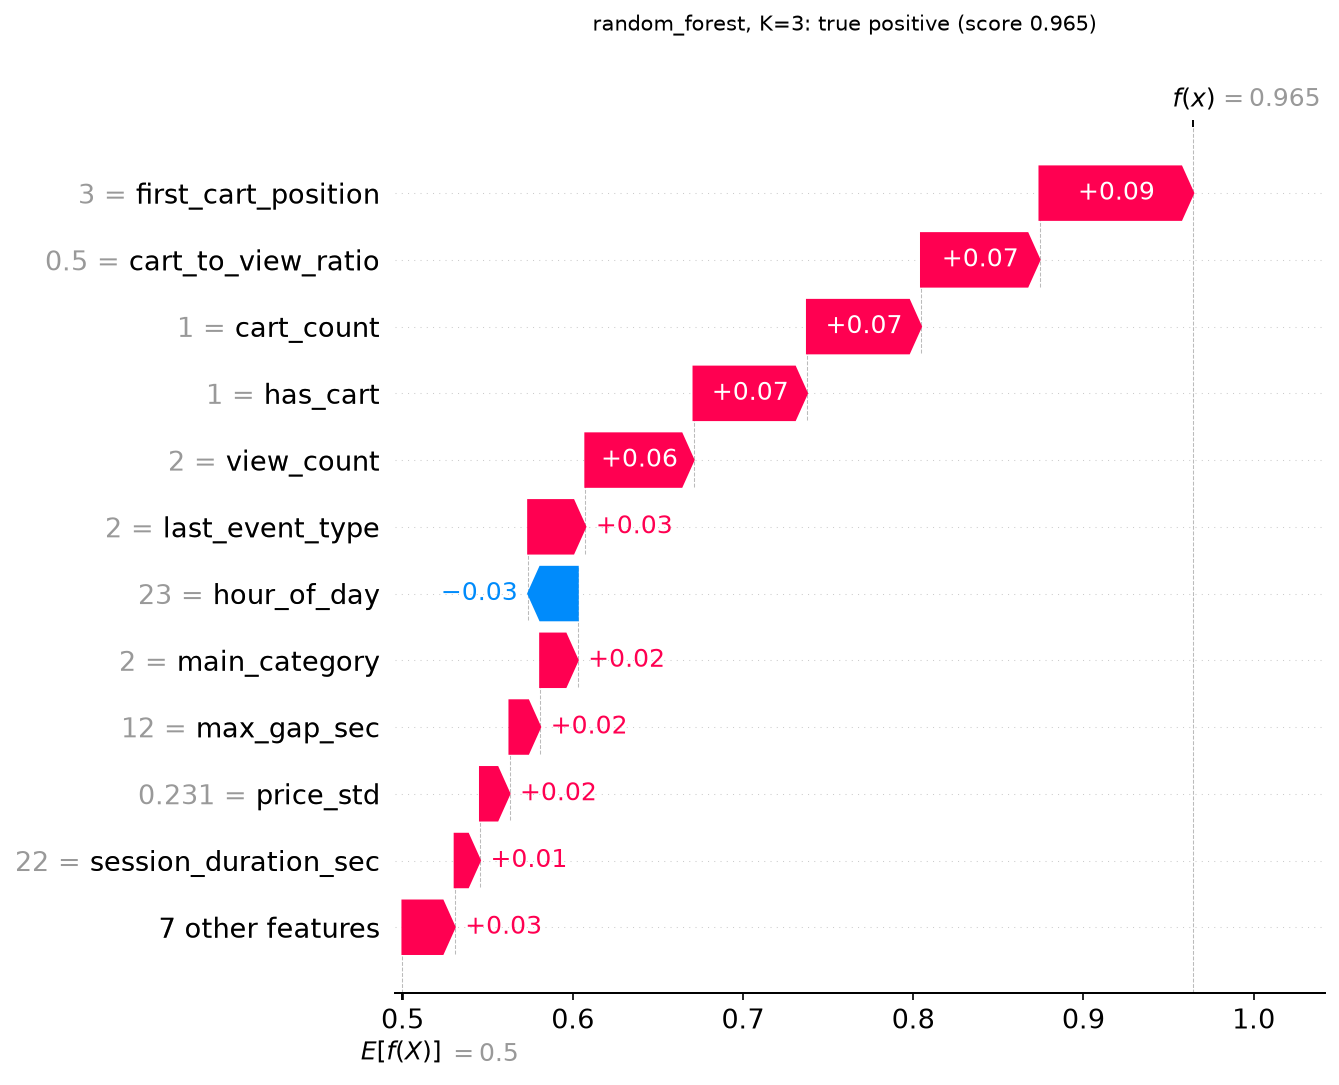 random_forest, K=3: true positive (score 0.965)
f(x) = 0.965
3 = first_cart_position +0.09
0.5 = cart_to_view_ratio +0.07
1 = cart_count +0.07
1 = has_cart +0.07
2 = view_count +0.06
2 = last_event_type +0.03
23 = hour_of_day −0.03
2 = main_category +0.02
12 = max_gap_sec +0.02
0.231 = price_std +0.02
22 = session_duration_sec +0.01
7 other features +0.03
0.5 0.6 0.7 0.8 0.9 1.0
E[f(X)] = 0.5